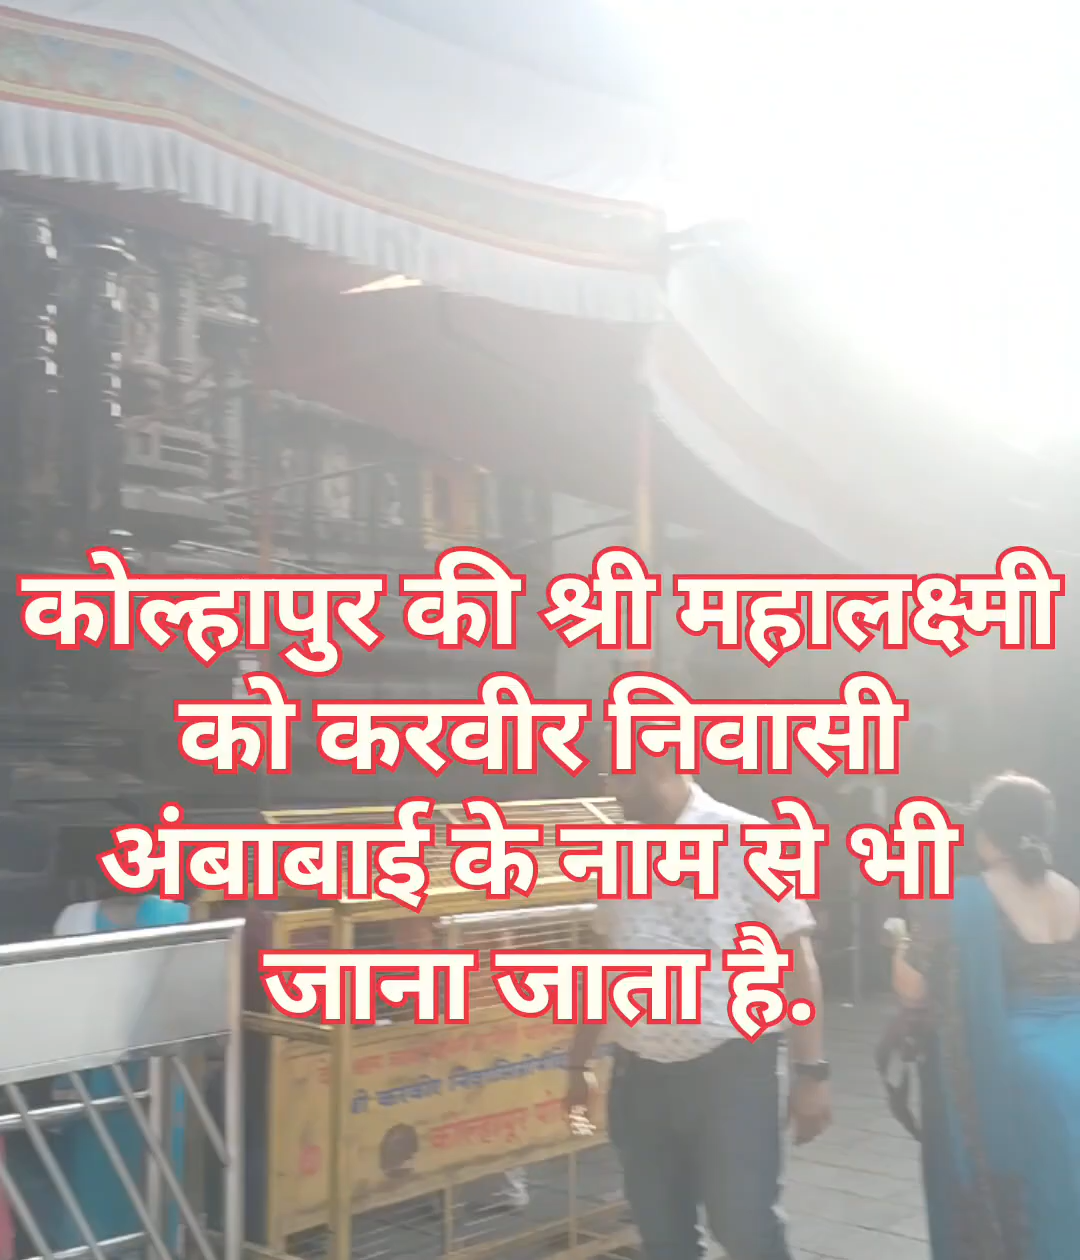 कोल्हापुर की श्री महालक्ष्मी
को करवीर निवासी
अंबाबाई के नाम से भी
जाना जाता है.
कोल्हापूर